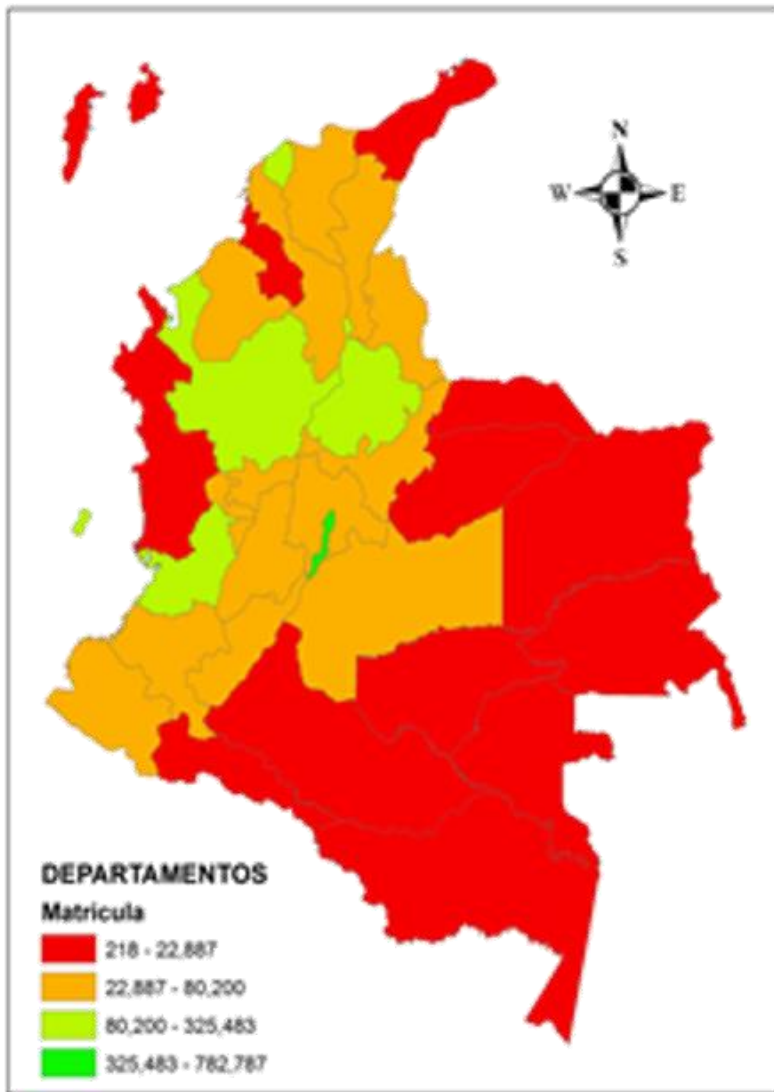 N
W E
S
DEPARTAMENTOS
Matricula
218 - 22,887
22,887 - 80,200
80,200 - 325,483
325,483 - 782,787